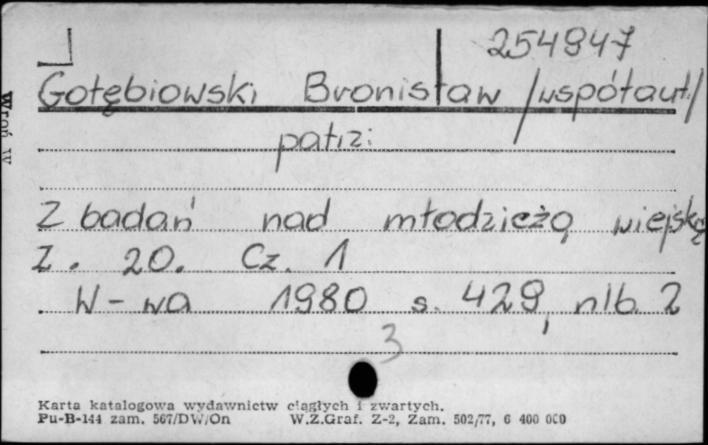 254947
Gołębiowski Bronisław /współaut./
patrz:
Z badań nad młodzieżą wiejską
Z. 20. Cz. 1
W-wa 1980 s. 429, nlb. 2
3
Karta katalogowa wydawnictw ciągłych i zwartych.
Pu-B-144 zam. 567/DW/On W.Z.Graf. Z-2, Zam. 502/77, 6 400 000